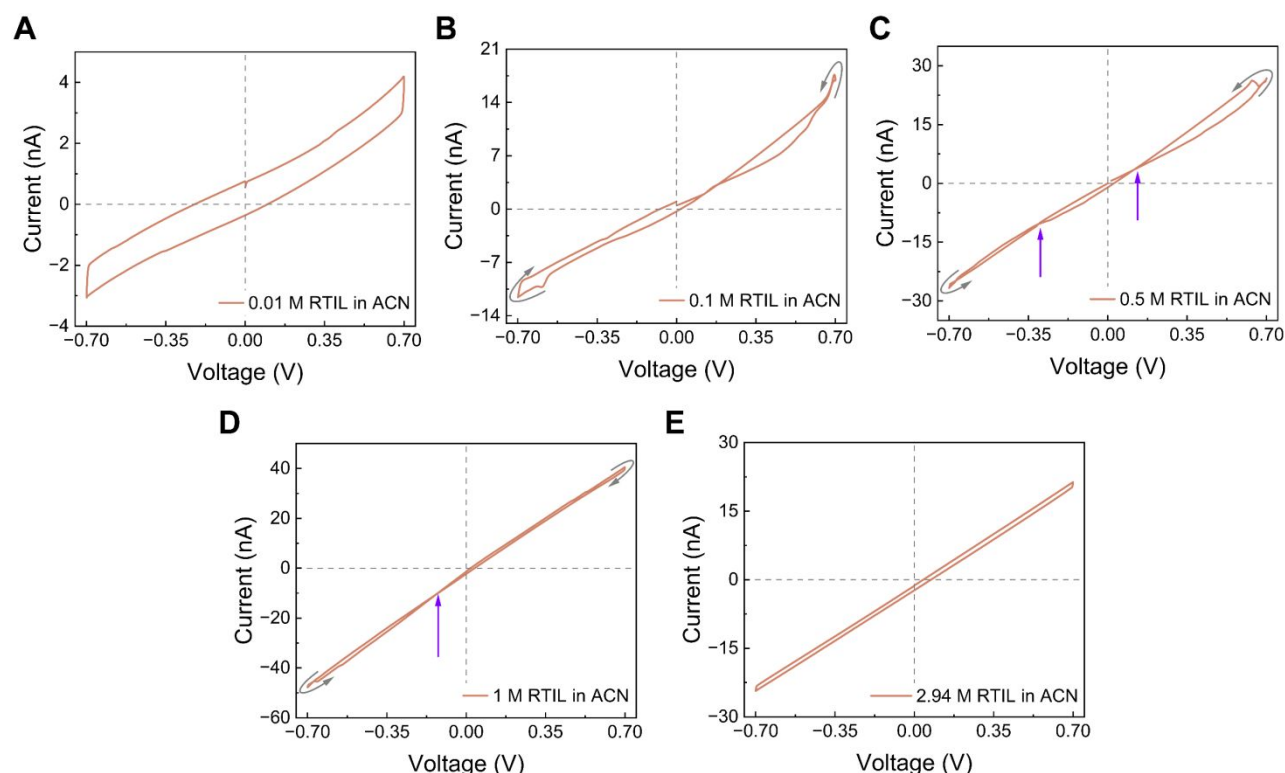 A
Current (nA)
4
2
0
−2
−4
−0.70 −0.35 0.00 0.35 0.70
Voltage (V)
0.01 M RTIL in ACN
B
Current (nA)
21
14
7
0
−7
−14
−0.70 −0.35 0.00 0.35 0.70
Voltage (V)
0.1 M RTIL in ACN
C
Current (nA)
30
15
0
−15
−30
−0.70 −0.35 0.00 0.35 0.70
Voltage (V)
0.5 M RTIL in ACN
D
Current (nA)
40
20
0
−20
−40
−60
−0.70 −0.35 0.00 0.35 0.70
Voltage (V)
1 M RTIL in ACN
E
Current (nA)
30
15
0
−15
−30
−0.70 −0.35 0.00 0.35 0.70
Voltage (V)
2.94 M RTIL in ACN